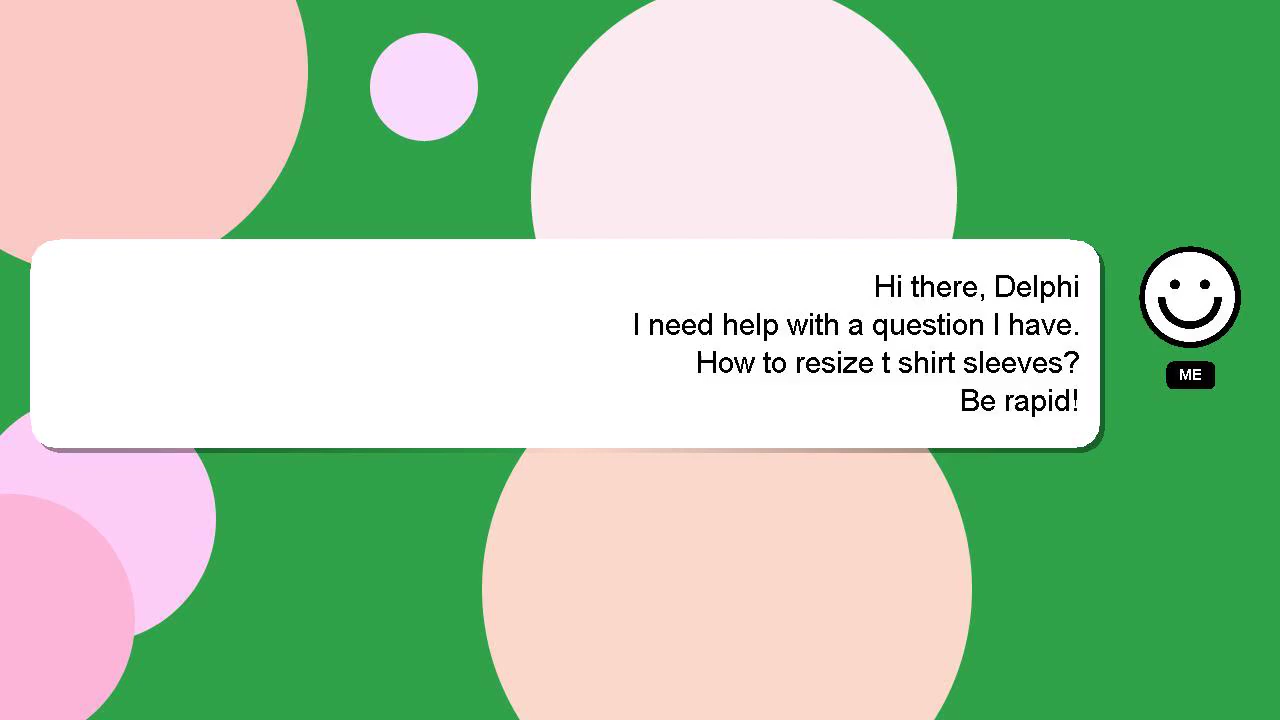 Hi there, Delphi
I need help with a question I have.
How to resize t shirt sleeves?
Be rapid!
ME